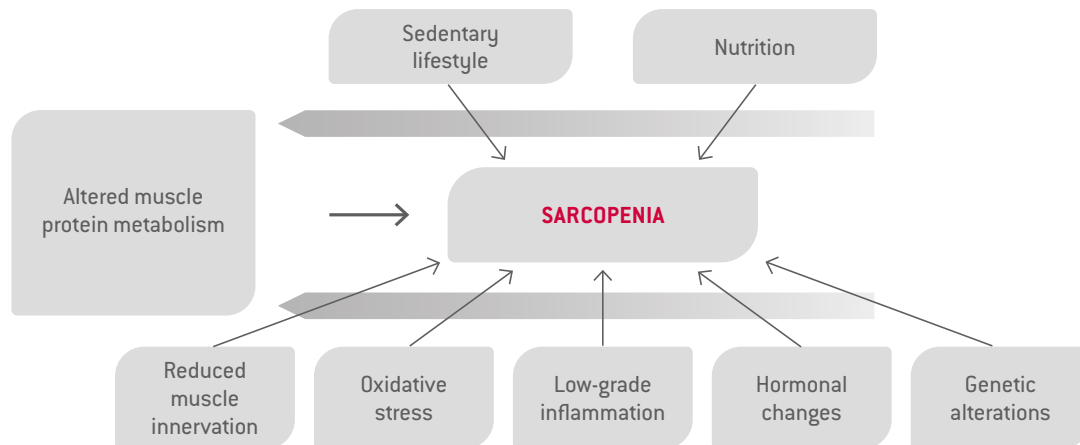 Sedentary
lifestyle
Nutrition
Altered muscle
protein metabolism
SARCOPENIA
Reduced
muscle
innervation
Oxidative
stress
Low-grade
inflammation
Hormonal
changes
Genetic
alterations